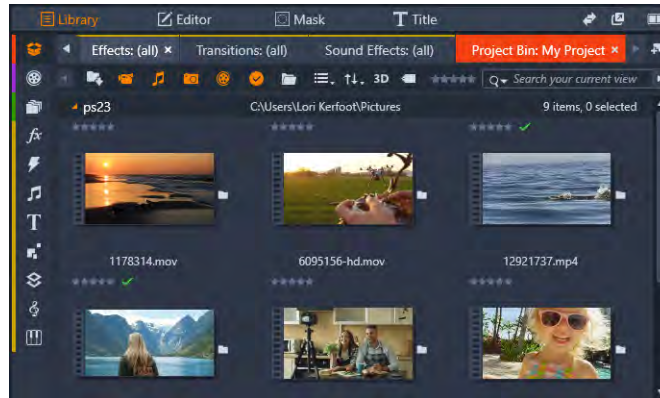 Library Editor Mask Title
Effects: (all) × Transitions: (all) Sound Effects: (all) Project Bin: My Project ×
3D Search your current view
ps23 C:\Users\Lori Kerfoot\Pictures 9 items, 0 selected
fx
1178314.mov 6095156-hd.mov 12921737.mp4
T